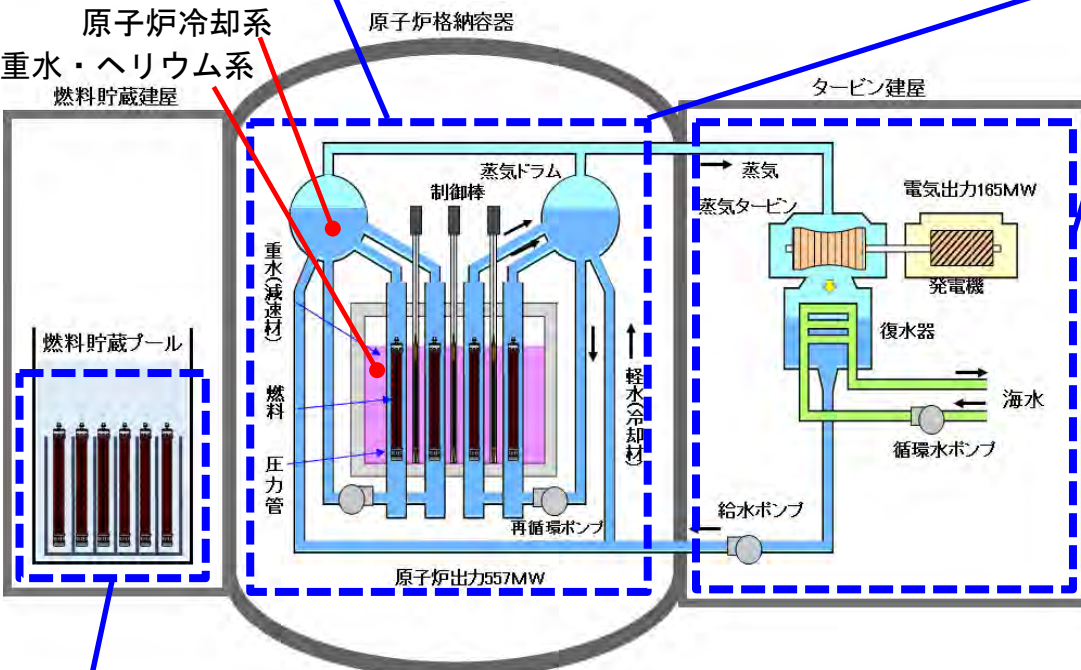 原子炉冷却系
原子炉格納容器
重水・ヘリウム系
燃料貯蔵建屋
タービン建屋
蒸気ドラム
制御棒
蒸気
蒸気タービン
電気出力165MW
発電機
重水(減速材)
復水器
燃料貯蔵プール
燃料
軽水(冷却材)
海水
循環水ポンプ
圧力管
再循環ポンプ
給水ポンプ
原子炉出力557MW